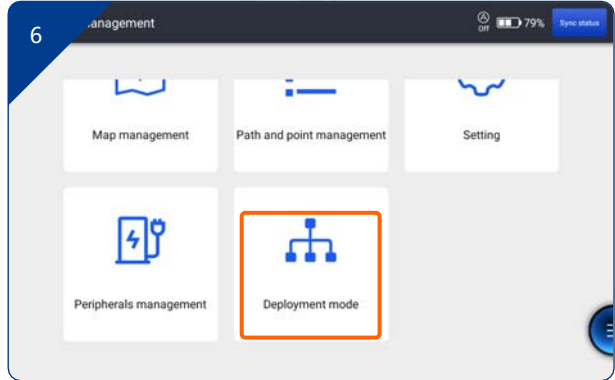 6
anagement
Off
79%
Sync status
Map management
Path and point management
Setting
Peripherals management
Deployment mode